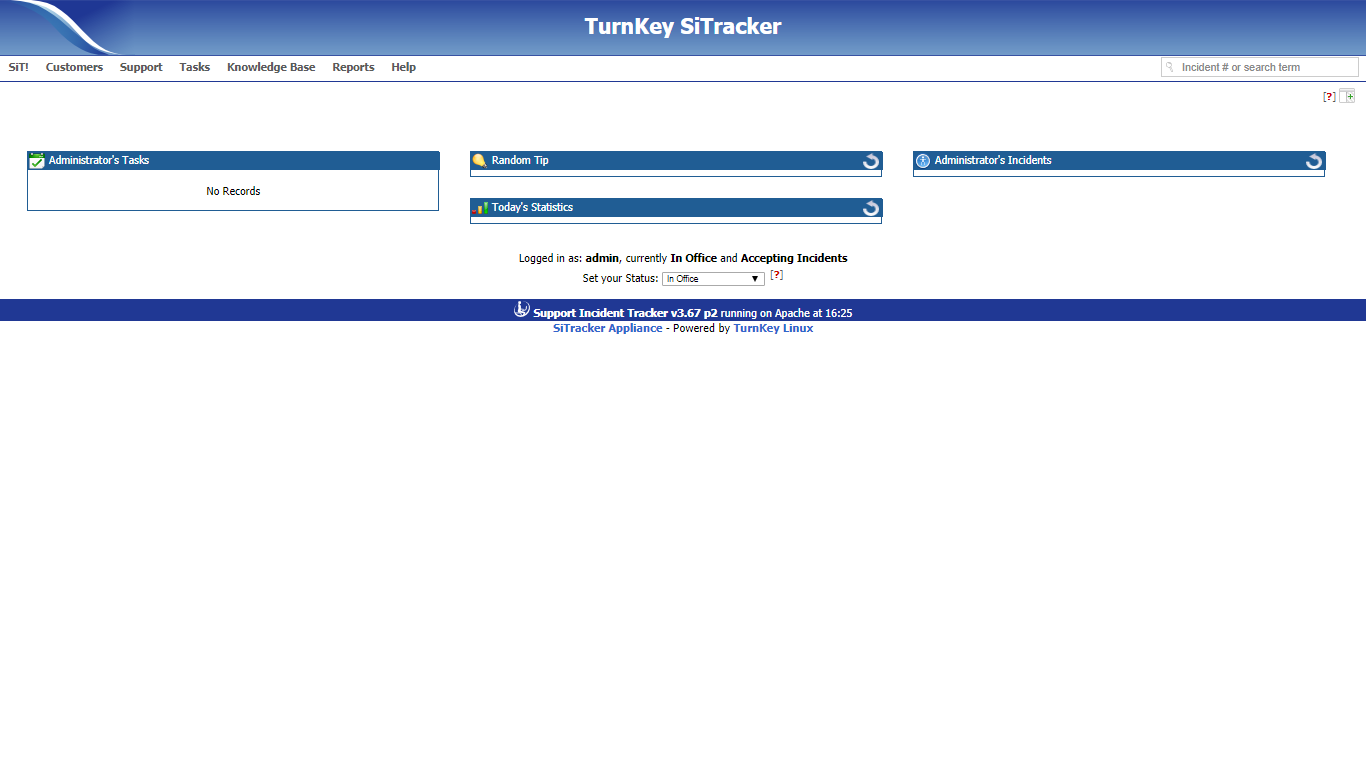 TurnKey SiTracker
SiT! Customers Support Tasks Knowledge Base Reports Help
Incident # or search term
[?]
Administrator's Tasks
No Records
Random Tip
Today's Statistics
Administrator's Incidents
Logged in as: admin, currently In Office and Accepting Incidents
Set your Status: In Office [?]
Support Incident Tracker v3.67 p2 running on Apache at 16:25
SiTracker Appliance - Powered by TurnKey Linux